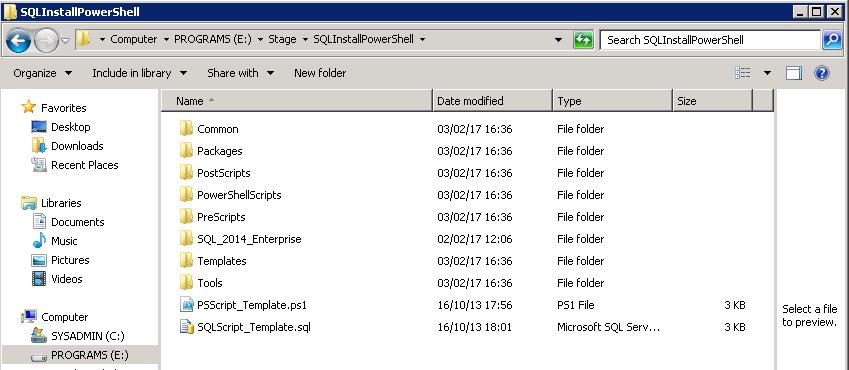 SQLInstallPowerShell
Computer PROGRAMS (E:) Stage SQLInstallPowerShell Search SQLInstallPowerShell
Organize Include in library Share with New folder
Favorites
Desktop
Downloads
Recent Places
Libraries
Documents
Music
Pictures
Videos
Computer
SYSADMIN (C:)
PROGRAMS (E:)
Name Date modified Type Size
Common 03/02/17 16:36 File folder
Packages 03/02/17 16:36 File folder
PostScripts 03/02/17 16:36 File folder
PowerShellScripts 03/02/17 16:36 File folder
PreScripts 03/02/17 16:36 File folder
SQL_2014_Enterprise 02/02/17 12:06 File folder
Templates 03/02/17 16:36 File folder
Tools 03/02/17 16:36 File folder
PSScript_Template.ps1 16/10/13 17:56 PS1 File 3 KB
SQLScript_Template.sql 16/10/13 18:01 Microsoft SQL Serv... 3 KB
Select a file
to preview.